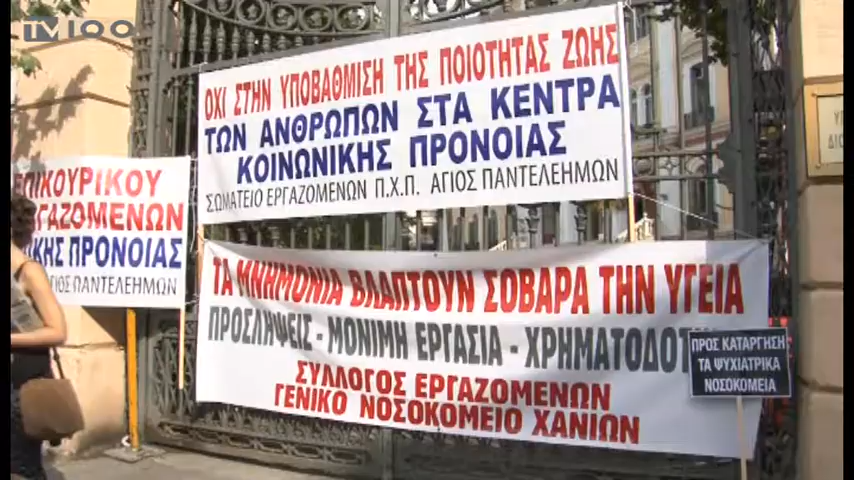 TV100
ΟΧΙ ΣΤΗΝ ΥΠΟΒΑΘΜΙΣΗ ΤΗΣ ΠΟΙΟΤΗΤΑΣ ΖΩΗΣ
ΤΩΝ ΑΝΘΡΩΠΩΝ ΣΤΑ ΚΕΝΤΡΑ
ΚΟΙΝΩΝΙΚΗΣ ΠΡΟΝΟΙΑΣ
ΣΩΜΑΤΕΙΟ ΕΡΓΑΖΟΜΕΝΩΝ Π.Χ.Π. ΑΓΙΟΣ ΠΑΝΤΕΛΕΗΜΩΝ
ΕΠΙΚΟΥΡΙΚΟΥ
ΡΓΑΖΟΜΕΝΩΝ
ΙΚΗΣ ΠΡΟΝΟΙΑΣ
ΑΓΙΟΣ ΠΑΝΤΕΛΕΗΜΩΝ
ΤΑ ΜΝΗΜΟΝΙΑ ΒΛΑΠΤΟΥΝ ΣΟΒΑΡΑ ΤΗΝ ΥΓΕΙΑ
ΠΡΟΣΛΗΨΕΙΣ - ΜΟΝΙΜΗ ΕΡΓΑΣΙΑ - ΧΡΗΜΑΤΟΔΟΤ
ΣΥΛΛΟΓΟΣ ΕΡΓΑΖΟΜΕΝΩΝ
ΓΕΝΙΚΟ ΝΟΣΟΚΟΜΕΙΟ ΧΑΝΙΩΝ
ΠΡΟΣ ΚΑΤΑΡΓΗΣΗ
ΤΑ ΨΥΧΙΑΤΡΙΚΑ
ΝΟΣΟΚΟΜΕΙΑ